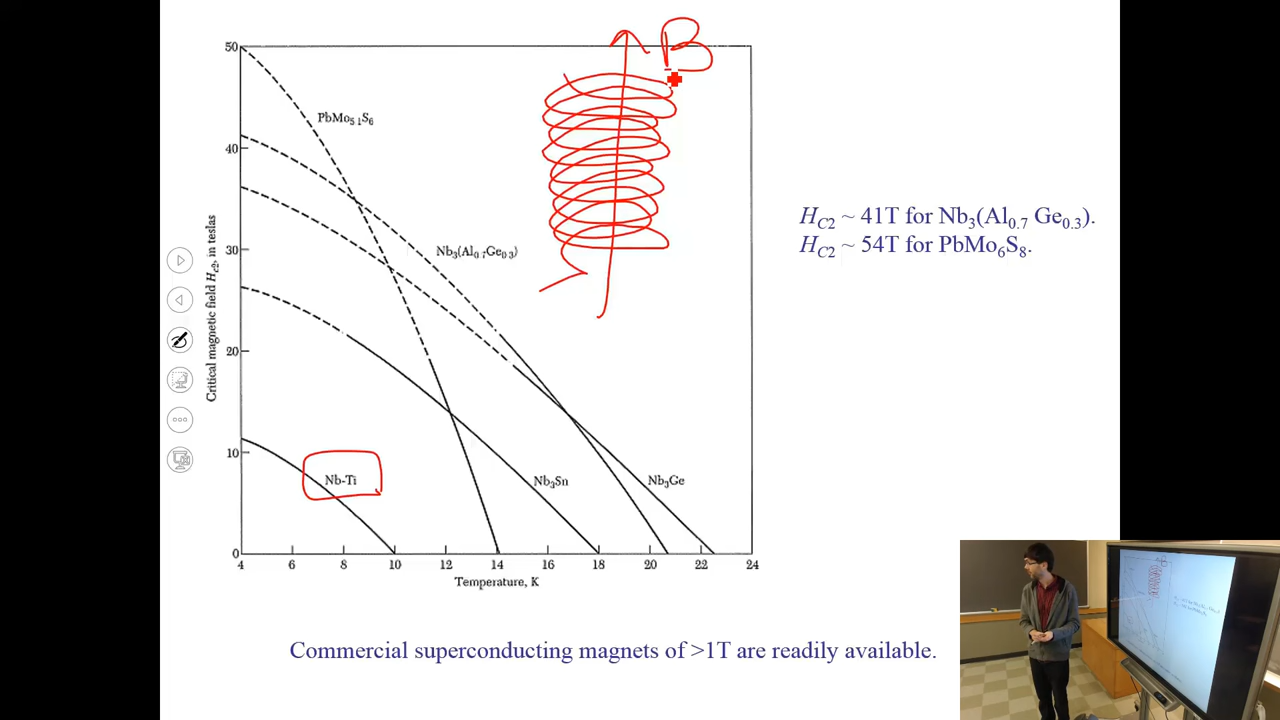 B
50
PbMo₅.₁S₆
40
H_C2 ~ 41T for Nb₃(Al₀.₇ Ge₀.₃).
H_C2 ~ 54T for PbMo₆S₈.
30
Nb₃(Al₀.₇Ge₀.₃)
Critical magnetic field H_c2, in teslas
20
10
Nb-Ti
Nb₃Sn
Nb₃Ge
0
4 6 8 10 12 14 16 18 20 22 24
Temperature, K
Commercial superconducting magnets of >1T are readily available.